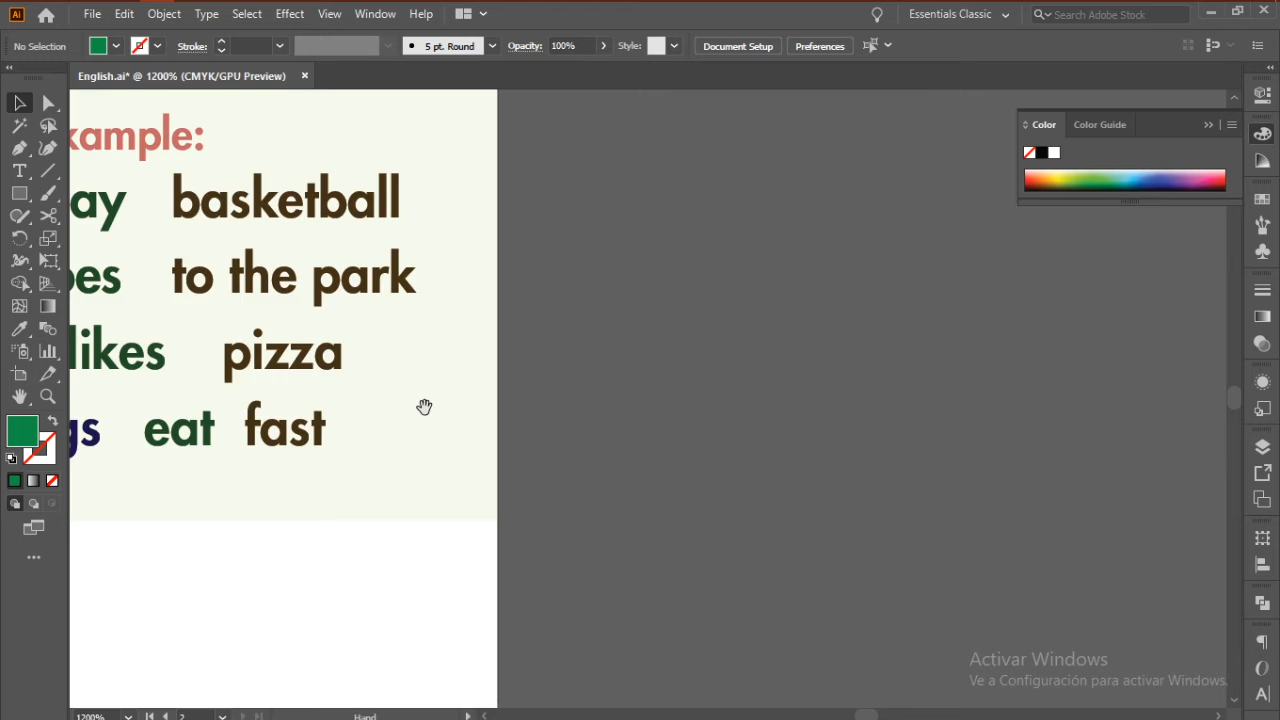 Ai File Edit Object Type Select Effect View Window Help Essentials Classic Search Adobe Stock
No Selection Stroke: 5 pt. Round Opacity: 100% Style: Document Setup Preferences
English.ai* @ 1200% (CMYK/GPU Preview)
Color Color Guide
xample:
ay basketball
oes to the park
likes pizza
gs eat fast
Activar Windows
Ve a Configuración para activar Windows.
1200% 2 Hand